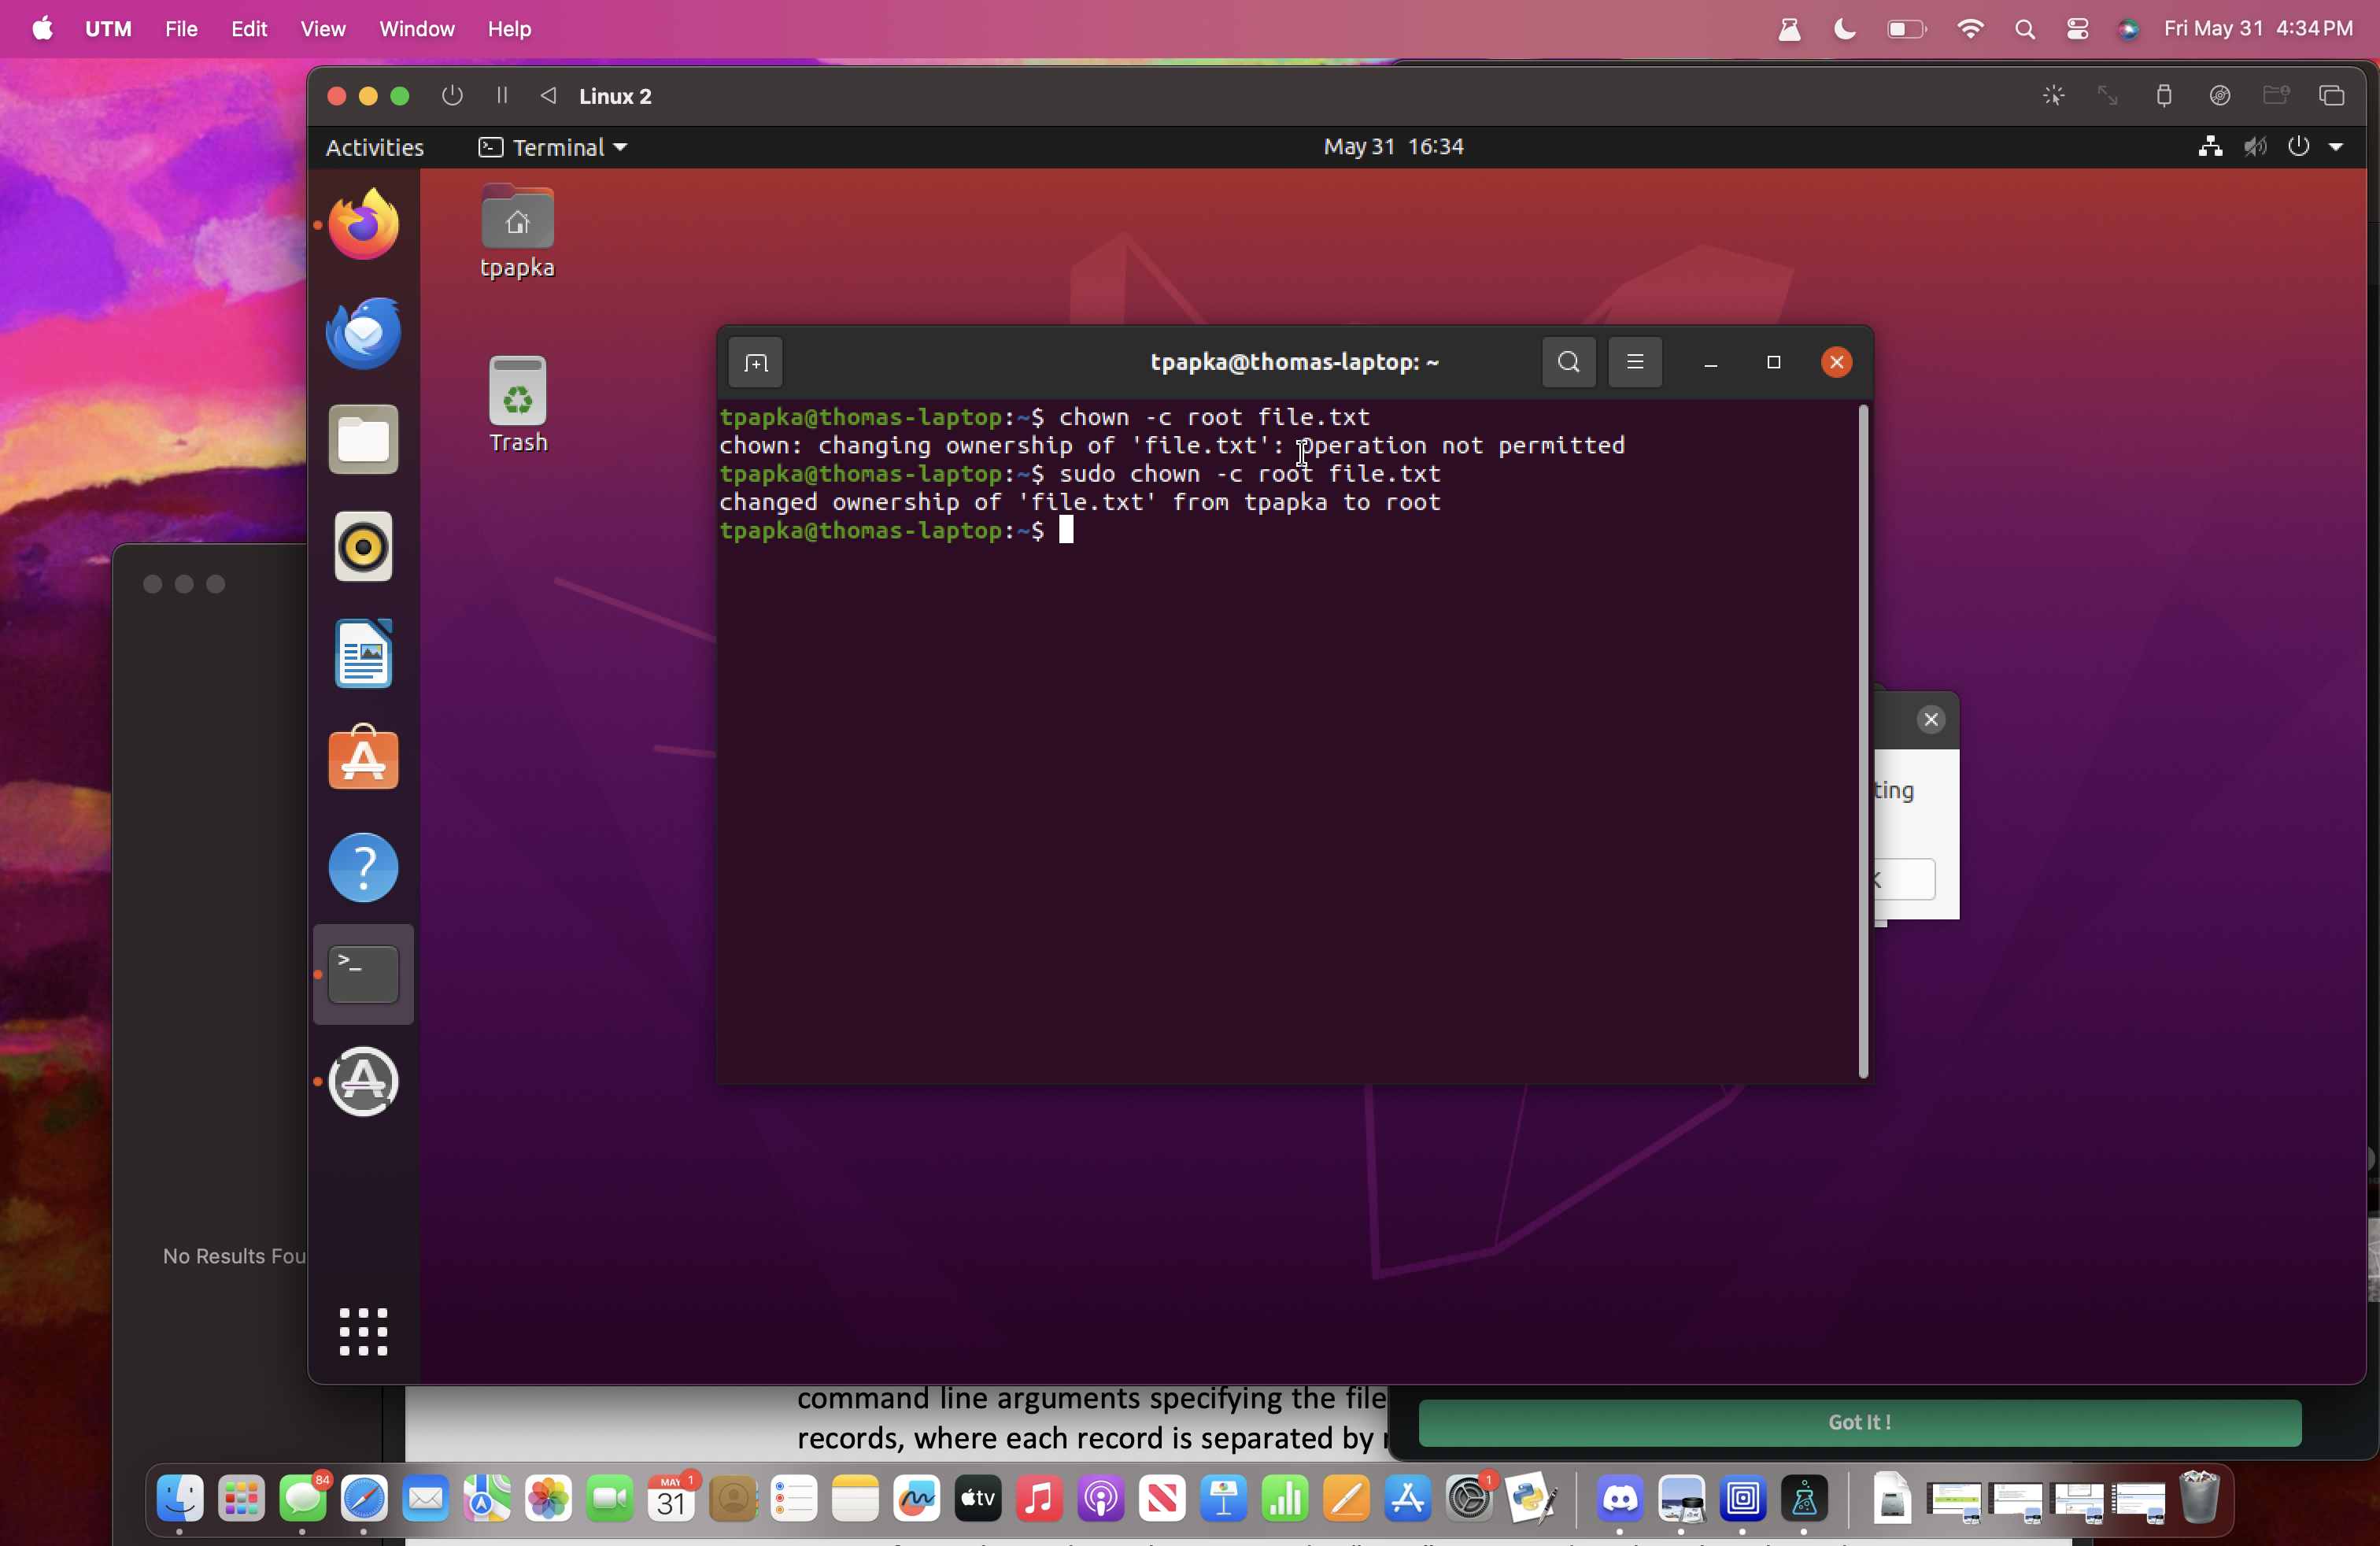 UTM File Edit View Window Help Fri May 31 4:34 PM
Linux 2
Activities Terminal May 31 16:34
tpapka
Trash
tpapka@thomas-laptop: ~
tpapka@thomas-laptop:~$ chown -c root file.txt
chown: changing ownership of 'file.txt': Operation not permitted
tpapka@thomas-laptop:~$ sudo chown -c root file.txt
changed ownership of 'file.txt' from tpapka to root
tpapka@thomas-laptop:~$
ting
K
No Results Fou
command line arguments specifying the file
records, where each record is separated by
Got It !
84
MAY 1
31
tv
1